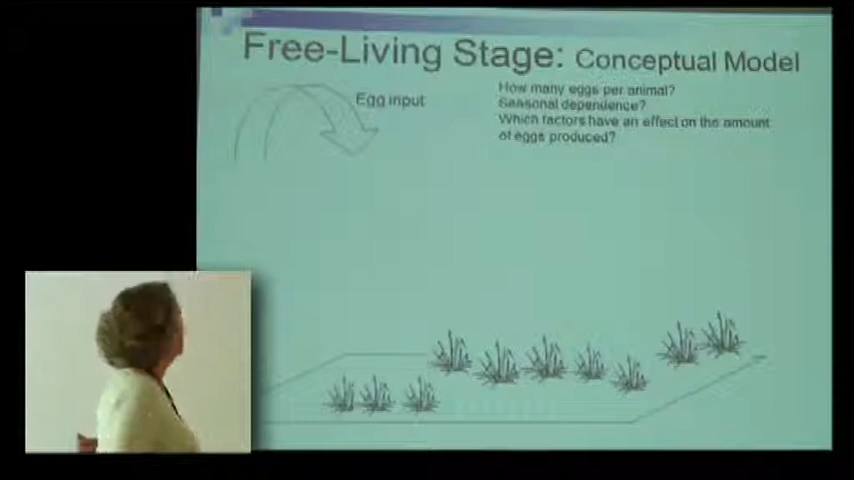 Free-Living Stage: Conceptual Model
Egg input
How many eggs per animal?
Seasonal dependence?
Which factors have an effect on the amount
of eggs produced?